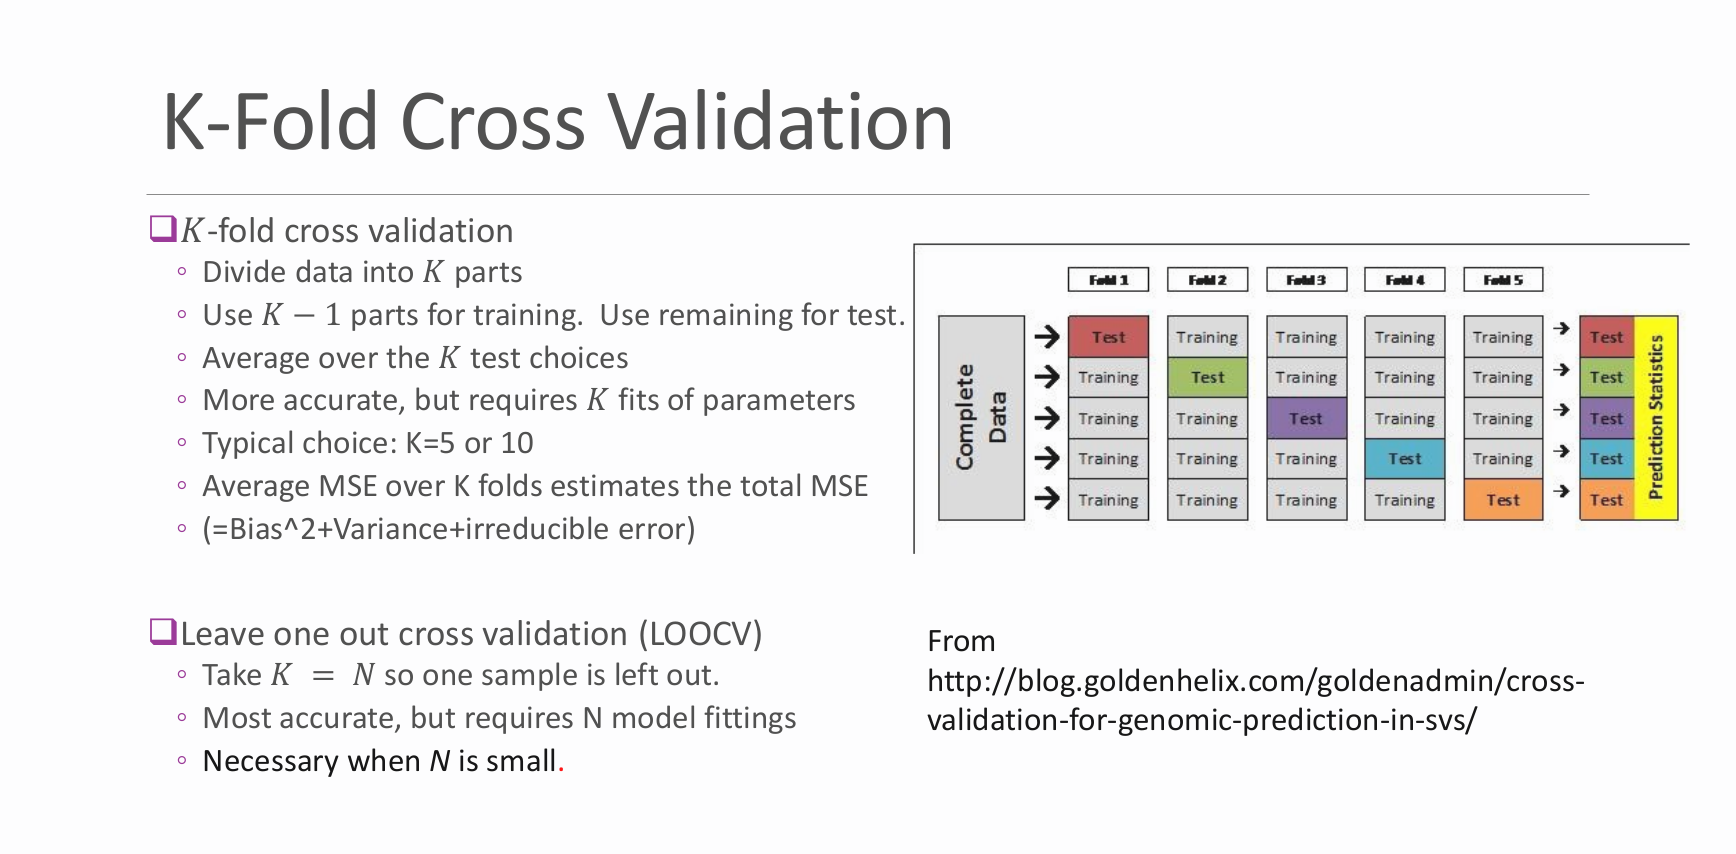 K-Fold Cross Validation
K-fold cross validation
Divide data into K parts
Use K − 1 parts for training.  Use remaining for test.
Average over the K test choices
More accurate, but requires K fits of parameters
Typical choice: K=5 or 10
Average MSE over K folds estimates the total MSE
(=Bias^2+Variance+irreducible error)
Leave one out cross validation (LOOCV)
Take K = N so one sample is left out.
Most accurate, but requires N model fittings
Necessary when N is small.
Fold 1 Fold 2 Fold 3 Fold 4 Fold 5
Complete
Data
Test Training Training Training Training Test
Training Test Training Training Training Test
Training Training Test Training Training Test
Training Training Training Test Training Test
Training Training Training Training Test Test
Prediction Statistics
From
http://blog.goldenhelix.com/goldenadmin/cross-
validation-for-genomic-prediction-in-svs/